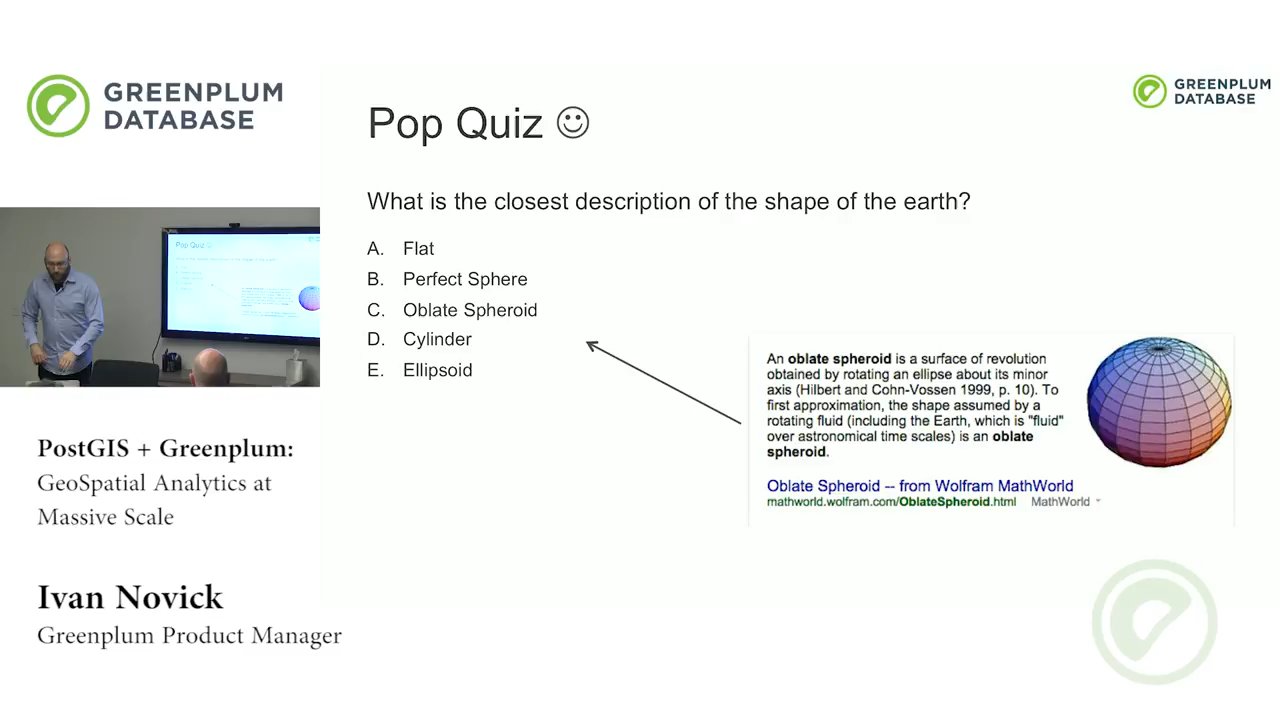 GREENPLUM
DATABASE
GREENPLUM
DATABASE
Pop Quiz ☺
What is the closest description of the shape of the earth?
A. Flat
B. Perfect Sphere
C. Oblate Spheroid
D. Cylinder
E. Ellipsoid
An oblate spheroid is a surface of revolution
obtained by rotating an ellipse about its minor
axis (Hilbert and Cohn-Vossen 1999, p. 10). To
first approximation, the shape assumed by a
rotating fluid (including the Earth, which is "fluid"
over astronomical time scales) is an oblate
spheroid.
Oblate Spheroid -- from Wolfram MathWorld
mathworld.wolfram.com/OblateSpheroid.html MathWorld
Pop Quiz
PostGIS + Greenplum:
GeoSpatial Analytics at
Massive Scale
Ivan Novick
Greenplum Product Manager